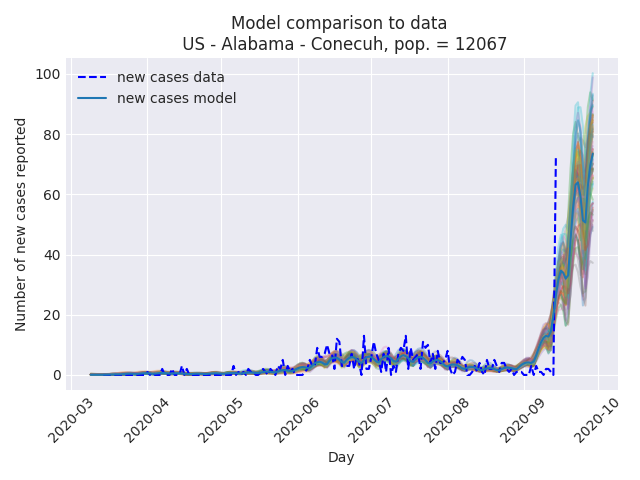 Model comparison to data
US - Alabama - Conecuh, pop. = 12067
new cases data
new cases model
Number of new cases reported
100
80
60
40
20
0
2020-03
2020-04
2020-05
2020-06
2020-07
2020-08
2020-09
2020-10
Day